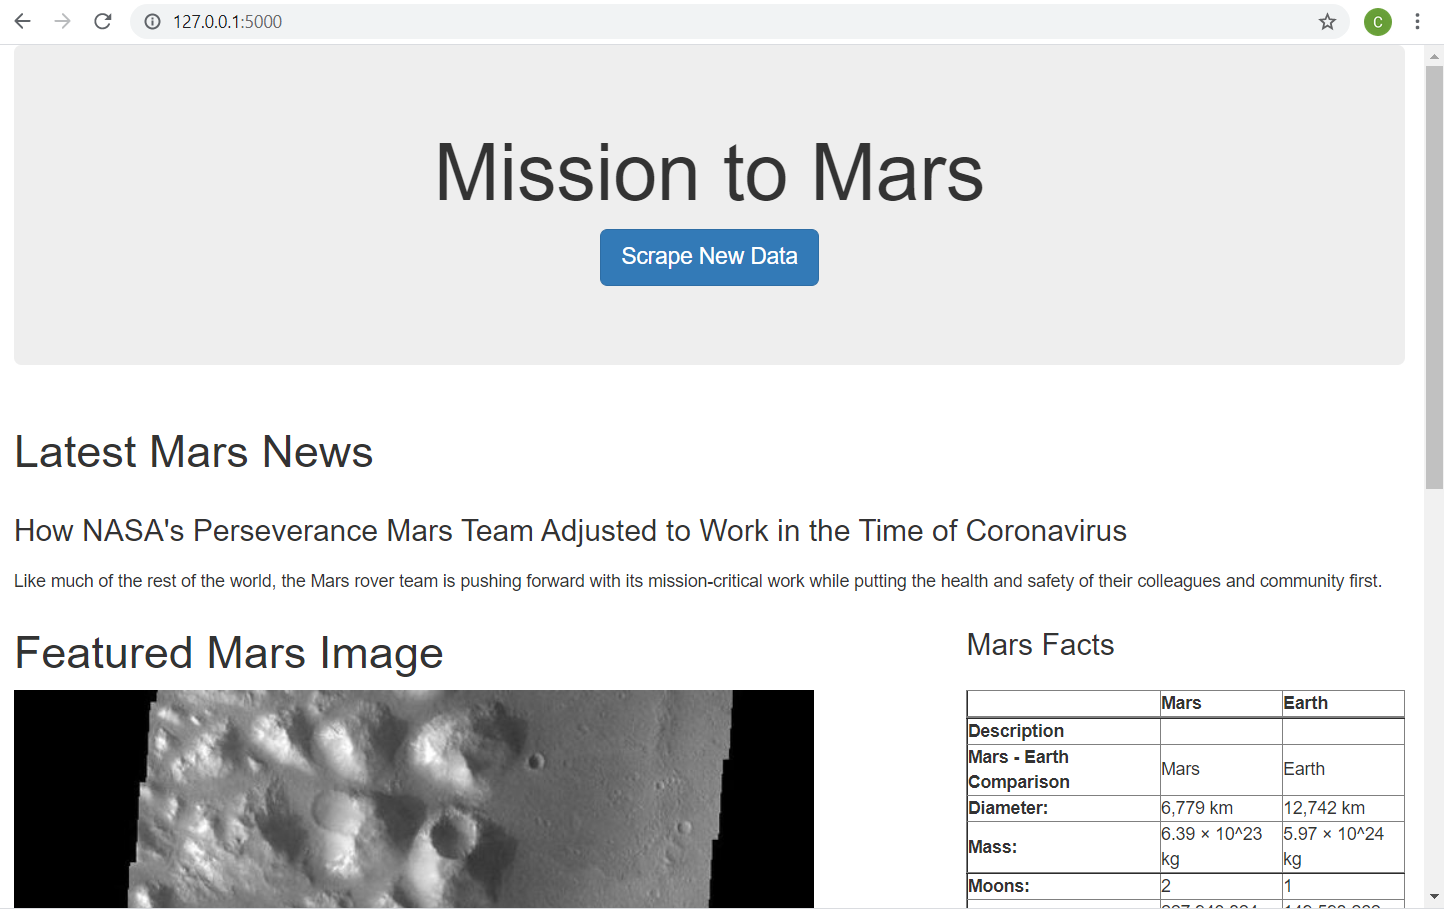 127.0.0.1:5000
C
Mission to Mars
Scrape New Data
Latest Mars News
How NASA's Perseverance Mars Team Adjusted to Work in the Time of Coronavirus
Like much of the rest of the world, the Mars rover team is pushing forward with its mission-critical work while putting the health and safety of their colleagues and community first.
Featured Mars Image
Mars Facts
Mars Earth
Description
Mars - Earth
Comparison
Mars Earth
Diameter: 6,779 km 12,742 km
Mass: 6.39 × 10^23
kg
5.97 × 10^24
kg
Moons: 2 1